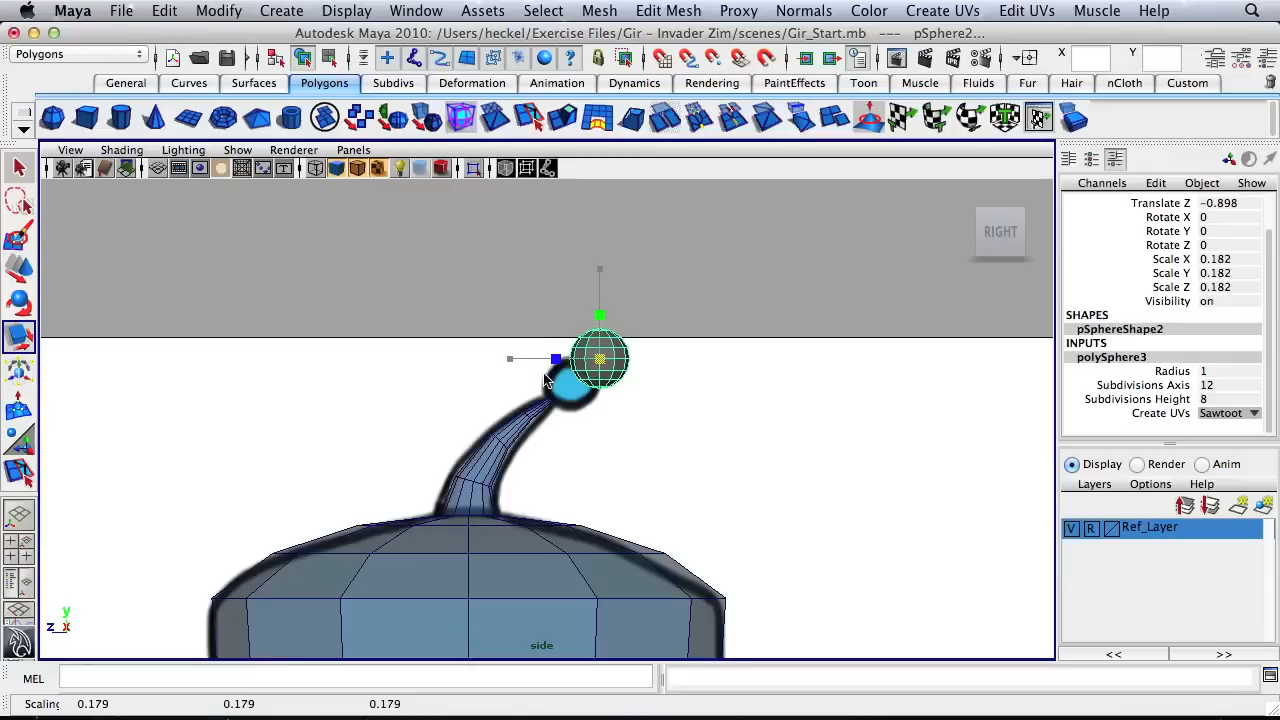 Maya File Edit Modify Create Display Window Assets Select Mesh Edit Mesh Proxy Normals Color Create UVs Edit UVs Muscle Help
Autodesk Maya 2010: /Users/heckel/Exercise Files/Gir - Invader Zim/scenes/Gir_Start.mb --- pSphere2...
Polygons X Y
General Curves Surfaces Polygons Subdivs Deformation Animation Dynamics Rendering PaintEffects Toon Muscle Fluids Fur Hair nCloth Custom
View Shading Lighting Show Renderer Panels
Channels Edit Object Show
Translate Z -0.898
Rotate X 0
Rotate Y 0
Rotate Z 0
Scale X 0.182
Scale Y 0.182
Scale Z 0.182
Visibility on
SHAPES
pSphereShape2
INPUTS
polySphere3
Radius 1
Subdivisions Axis 12
Subdivisions Height 8
Create UVs Sawtoot
RIGHT
Display Render Anim
Layers Options Help
V R Ref_Layer
<< >>
y
z x
side
MEL
Scaling 0.179 0.179 0.179